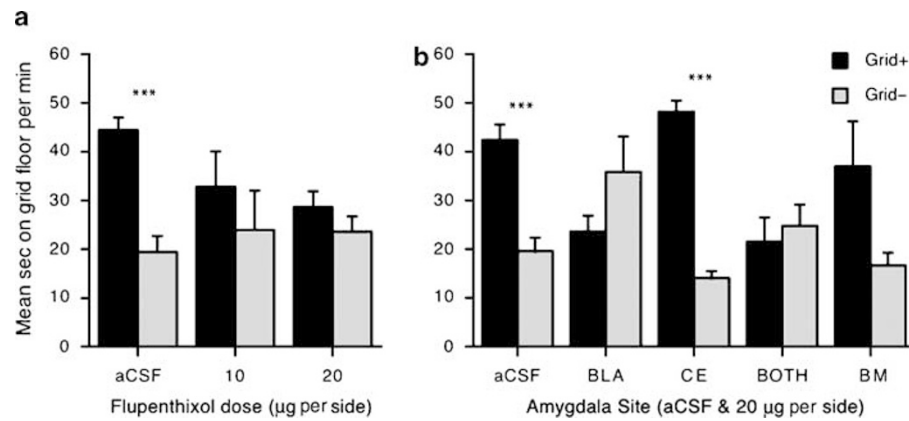 a
Mean sec on grid floor per min
60
50
40
30
20
10
0
***
aCSF 10 20
Flupenthixol dose (μg per side)
b
60
50
40
30
20
10
0
*** ***
Grid+
Grid−
aCSF BLA CE BOTH BM
Amygdala Site (aCSF & 20 μg per side)